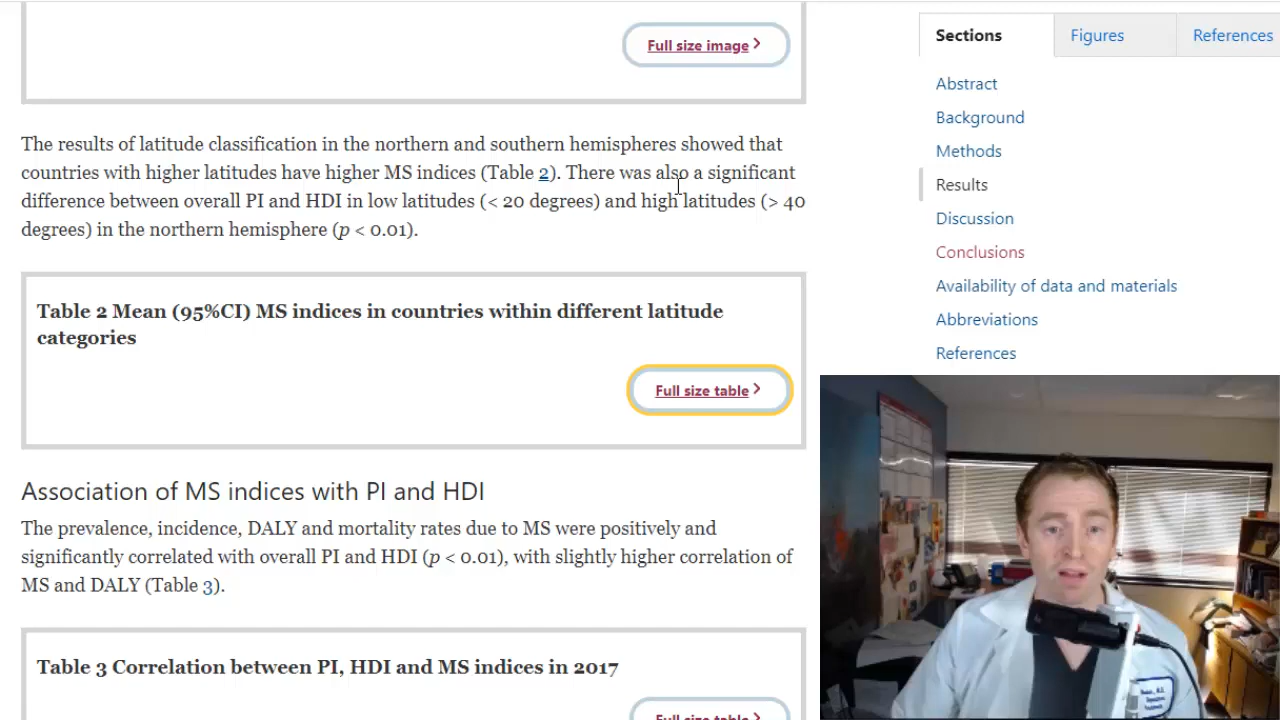 Full size image
The results of latitude classification in the northern and southern hemispheres showed that
countries with higher latitudes have higher MS indices (Table 2). There was also a significant
difference between overall PI and HDI in low latitudes (< 20 degrees) and high latitudes (> 40
degrees) in the northern hemisphere (p < 0.01).
Table 2 Mean (95%CI) MS indices in countries within different latitude
categories
Full size table
Association of MS indices with PI and HDI
The prevalence, incidence, DALY and mortality rates due to MS were positively and
significantly correlated with overall PI and HDI (p < 0.01), with slightly higher correlation of
MS and DALY (Table 3).
Table 3 Correlation between PI, HDI and MS indices in 2017
Full size table
Sections
Figures
References
Abstract
Background
Methods
Results
Discussion
Conclusions
Availability of data and materials
Abbreviations
References